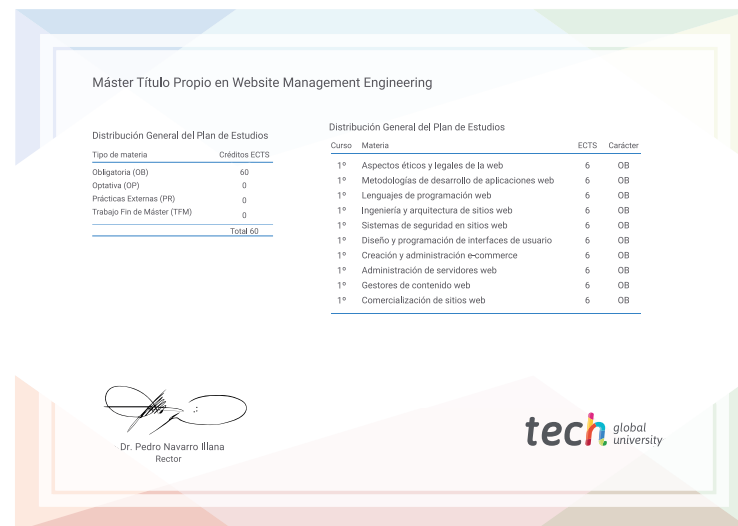 Máster Título Propio en Website Management Engineering
Distribución General del Plan de Estudios
Tipo de materia Créditos ECTS
Obligatoria (OB) 60
Optativa (OP) 0
Prácticas Externas (PR) 0
Trabajo Fin de Máster (TFM) 0
Total 60
Distribución General del Plan de Estudios
Curso Materia ECTS Carácter
1º Aspectos éticos y legales de la web 6 OB
1º Metodologías de desarrollo de aplicaciones web 6 OB
1º Lenguajes de programación web 6 OB
1º Ingeniería y arquitectura de sitios web 6 OB
1º Sistemas de seguridad en sitios web 6 OB
1º Diseño y programación de interfaces de usuario 6 OB
1º Creación y administración e-commerce 6 OB
1º Administración de servidores web 6 OB
1º Gestores de contenido web 6 OB
1º Comercialización de sitios web 6 OB
Dr. Pedro Navarro Illana
Rector
tech global
university